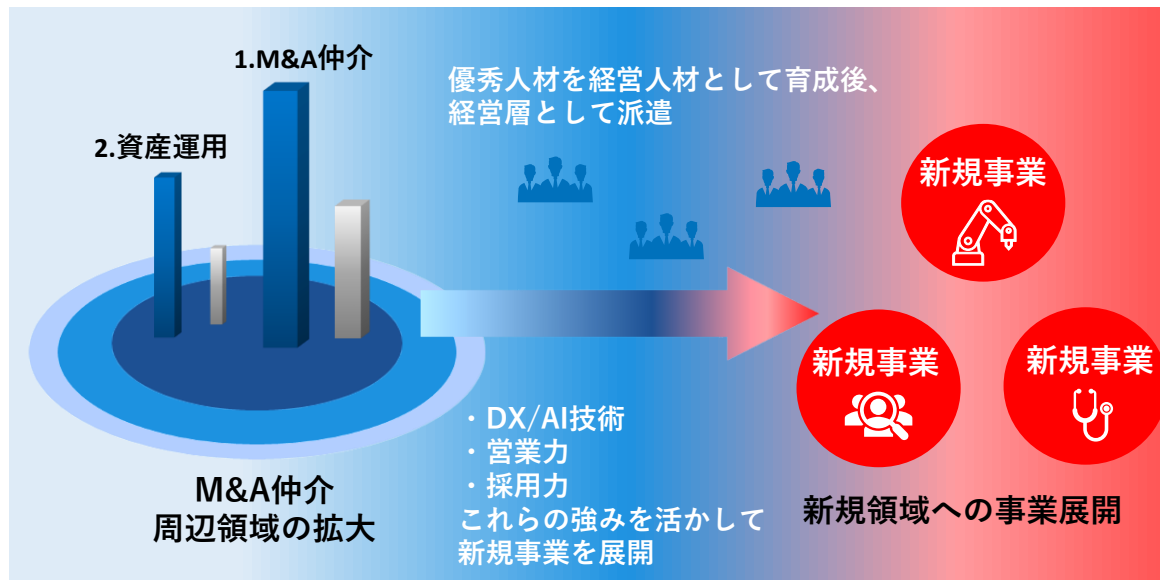 1.M&A仲介
2.資産運用
M&A仲介
周辺領域の拡大
優秀人材を経営人材として育成後、
経営層として派遣
・DX/AI技術
・営業力
・採用力
これらの強みを活かして
新規事業を展開
新規事業
新規事業
新規事業
新規領域への事業展開